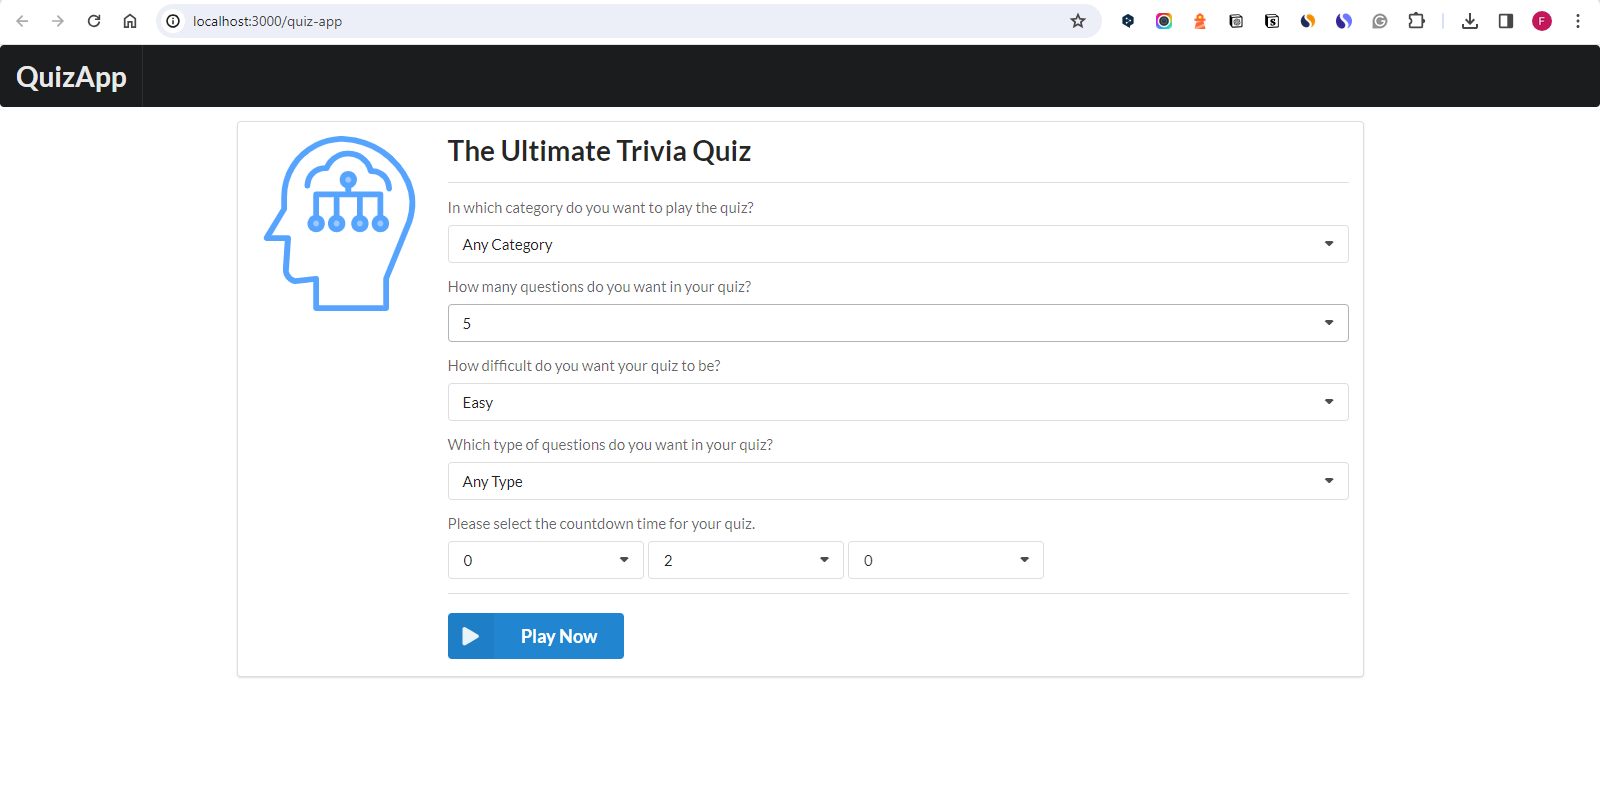 localhost:3000/quiz-app
F
QuizApp
The Ultimate Trivia Quiz
In which category do you want to play the quiz?
Any Category
How many questions do you want in your quiz?
5
How difficult do you want your quiz to be?
Easy
Which type of questions do you want in your quiz?
Any Type
Please select the countdown time for your quiz.
0 2 0
Play Now